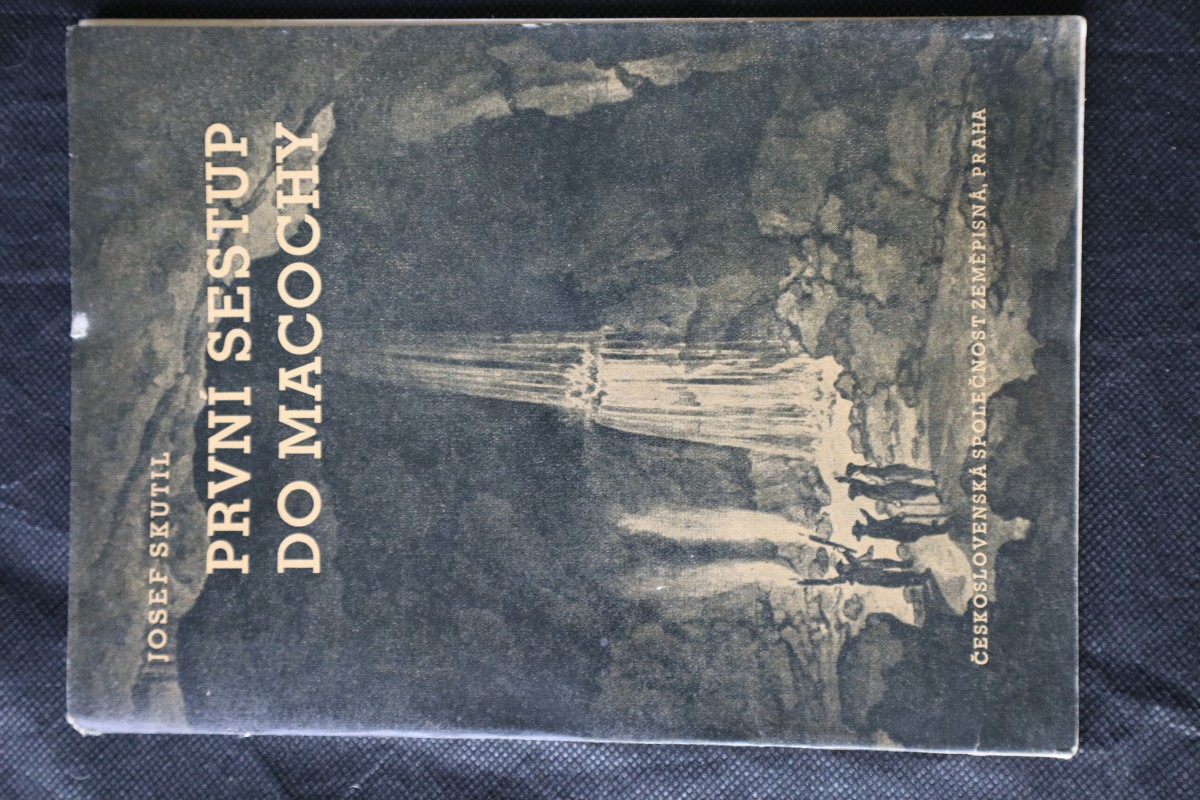 JOSEF SKUTIL
PRVNÍ SESTUP
DO MACOCHY
ČESKOSLOVENSKÁ SPOLEČNOST ZEMĚPISNÁ, PRAHA